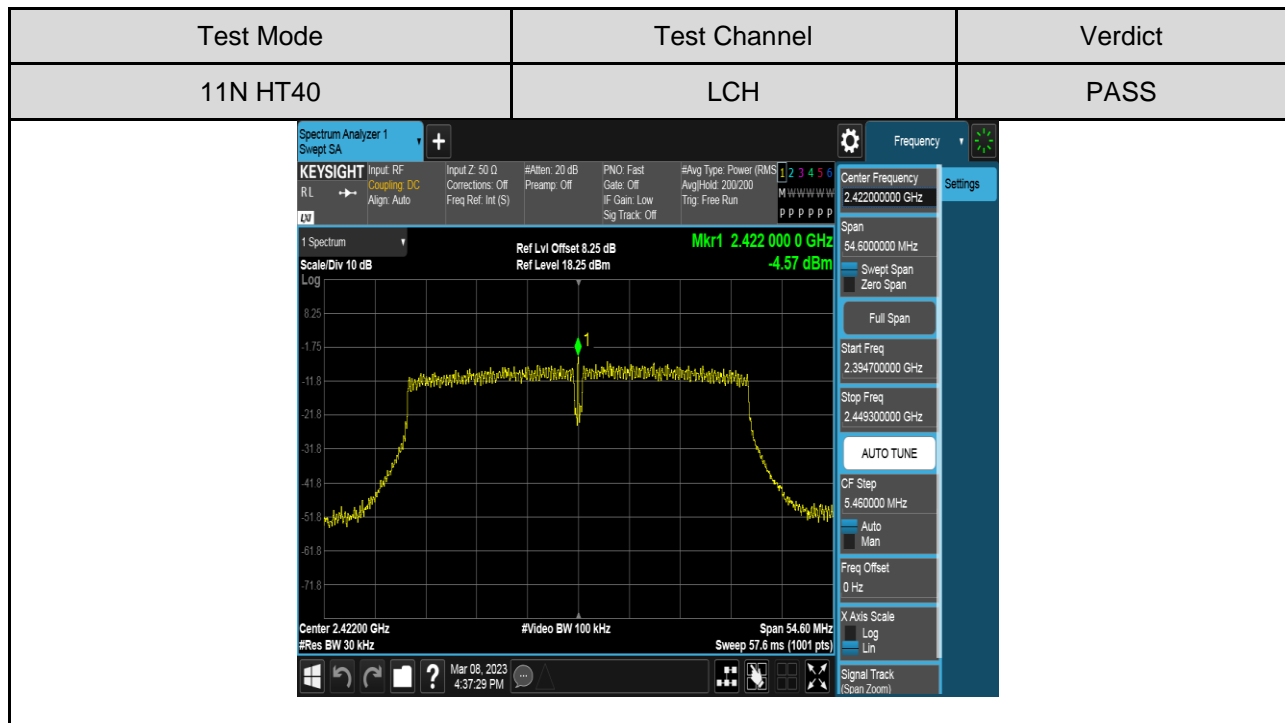 Test Mode Test Channel Verdict
11N HT40 LCH PASS
Spectrum Analyzer 1
Swept SA
+
Frequency
KEYSIGHT
RL
LXI
Input: RF
Coupling: DC
Align: Auto
Input Z: 50 Ω
Corrections: Off
Freq Ref: Int (S)
#Atten: 20 dB
Preamp: Off
PNO: Fast
Gate: Off
IF Gain: Low
Sig Track: Off
#Avg Type: Power (RMS
Avg|Hold: 200/200
Trig: Free Run
1 2 3 4 5 6
M W W W W W
P P P P P P
1 Spectrum
Scale/Div 10 dB
Log
Ref Lvl Offset 8.25 dB
Ref Level 18.25 dBm
Mkr1 2.422 000 0 GHz
-4.57 dBm
8.25
-1.75
-11.8
-21.8
-31.8
-41.8
-51.8
-61.8
-71.8
1
Center 2.42200 GHz
#Res BW 30 kHz
#Video BW 100 kHz
Span 54.60 MHz
Sweep 57.6 ms (1001 pts)
Center Frequency
2.422000000 GHz
Settings
Span
54.6000000 MHz
Swept Span
Zero Span
Full Span
Start Freq
2.394700000 GHz
Stop Freq
2.449300000 GHz
AUTO TUNE
CF Step
5.460000 MHz
Auto
Man
Freq Offset
0 Hz
X Axis Scale
Log
Lin
Signal Track
(Span Zoom)
?
Mar 08, 2023
4:37:29 PM